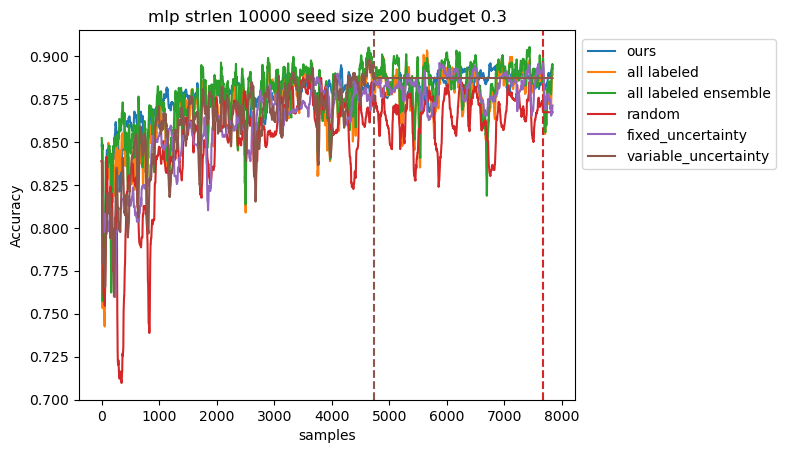 mlp strlen 10000 seed size 200 budget 0.3
0.900
0.875
0.850
0.825
0.800
0.775
0.750
0.725
0.700
Accuracy
0 1000 2000 3000 4000 5000 6000 7000 8000
samples
ours
all labeled
all labeled ensemble
random
fixed_uncertainty
variable_uncertainty